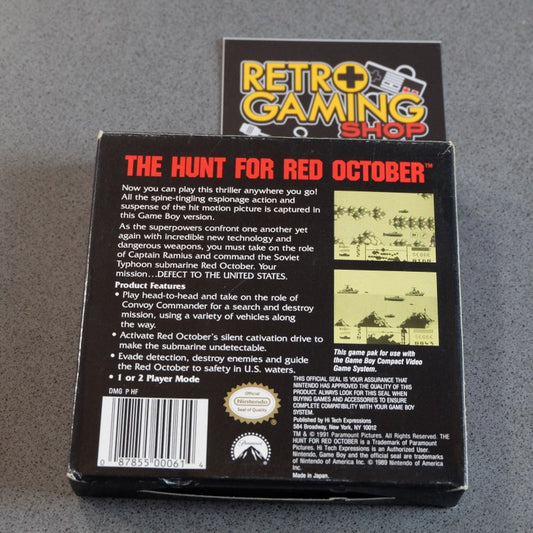 RETRO
GAMING
SHOP
THE HUNT FOR RED OCTOBER™
Now you can play this thriller anywhere you go!
All the spine-tingling espionage action and
suspense of the hit motion picture is captured in
this Game Boy version.
As the superpowers confront one another yet
again with incredible new technology and
dangerous weapons, you must take on the role
of Captain Ramius and command the Soviet
Typhoon submarine Red October. Your
mission...DEFECT TO THE UNITED STATES.
Product Features
• Play head-to-head and take on the role of
Convoy Commander for a search and destroy
mission, using a variety of vehicles along
the way.
• Activate Red October's silent cativation drive to
make the submarine undetectable.
• Evade detection, destroy enemies and guide
the Red October to safety in U.S. waters.
• 1 or 2 Player Mode
DMG P HF
0 87855 00061 4
Official
Nintendo
Seal of Quality
Paramount
SCORE
SCORE
This game pak for use with
the Game Boy Compact Video
Game System.
THIS OFFICIAL SEAL IS YOUR ASSURANCE THAT
NINTENDO HAS APPROVED THE QUALITY OF THIS
PRODUCT. ALWAYS LOOK FOR THIS SEAL WHEN
BUYING GAMES AND ACCESSORIES TO ENSURE
COMPLETE COMPATIBILITY WITH YOUR GAME BOY
SYSTEM.
Published by Hi Tech Expressions
584 Broadway, New York, NY 10012
TM & © 1991 Paramount Pictures. All Rights Reserved. THE
HUNT FOR RED OCTOBER is a Trademark of Paramount
Pictures. Hi Tech Expressions is an Authorized User.
Nintendo, Game Boy and the official seal are trademarks
of Nintendo of America Inc. © 1989 Nintendo of America
Inc.
Made in Japan.